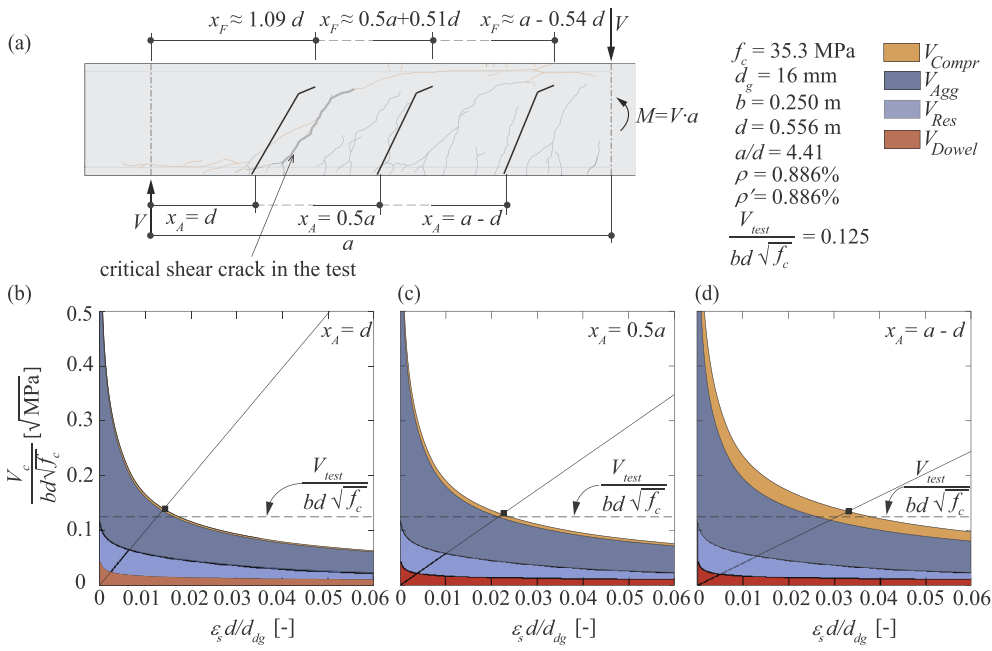 (a)
x_F ≈ 1.09 d
x_F ≈ 0.5a+0.51d
x_F ≈ a - 0.54 d
V
M=V·a
V
x_A = d
x_A = 0.5a
x_A = a - d
a
critical shear crack in the test
f_c = 35.3 MPa
d_g = 16 mm
b = 0.250 m
d = 0.556 m
a/d = 4.41
ρ = 0.886%
ρ' = 0.886%
V_test / bd √f_c = 0.125
V_Compr
V_Agg
V_Res
V_Dowel
(b)
V_c / bd√f_c [√MPa]
0.5
0.4
0.3
0.2
0.1
0
x_A = d
V_test / bd √f_c
0 0.01 0.02 0.03 0.04 0.05 0.06
ε_s d/d_dg [-]
(c)
x_A = 0.5a
V_test / bd √f_c
0 0.01 0.02 0.03 0.04 0.05 0.06
ε_s d/d_dg [-]
(d)
x_A = a - d
V_test / bd √f_c
0 0.01 0.02 0.03 0.04 0.05 0.06
ε_s d/d_dg [-]